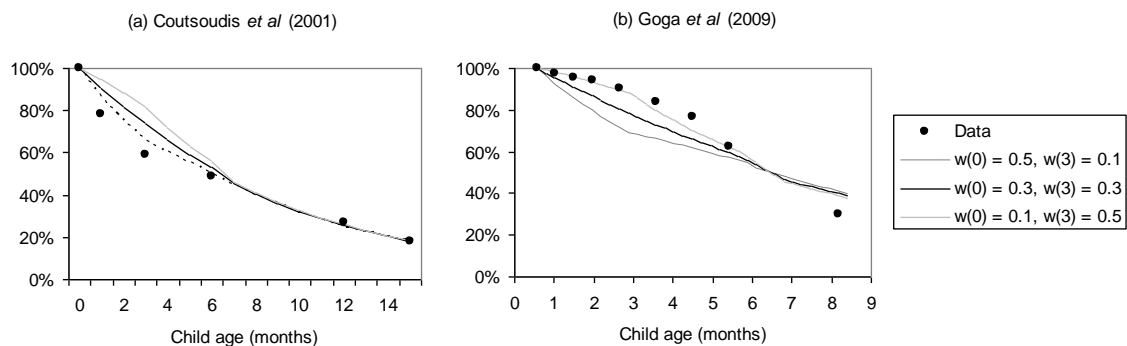 (a) Coutsoudis et al (2001)
(b) Goga et al (2009)
100%
80%
60%
40%
20%
0%
0 2 4 6 8 10 12 14
Child age (months)
100%
80%
60%
40%
20%
0%
0 1 2 3 4 5 6 7 8 9
Child age (months)
Data
w(0) = 0.5, w(3) = 0.1
w(0) = 0.3, w(3) = 0.3
w(0) = 0.1, w(3) = 0.5